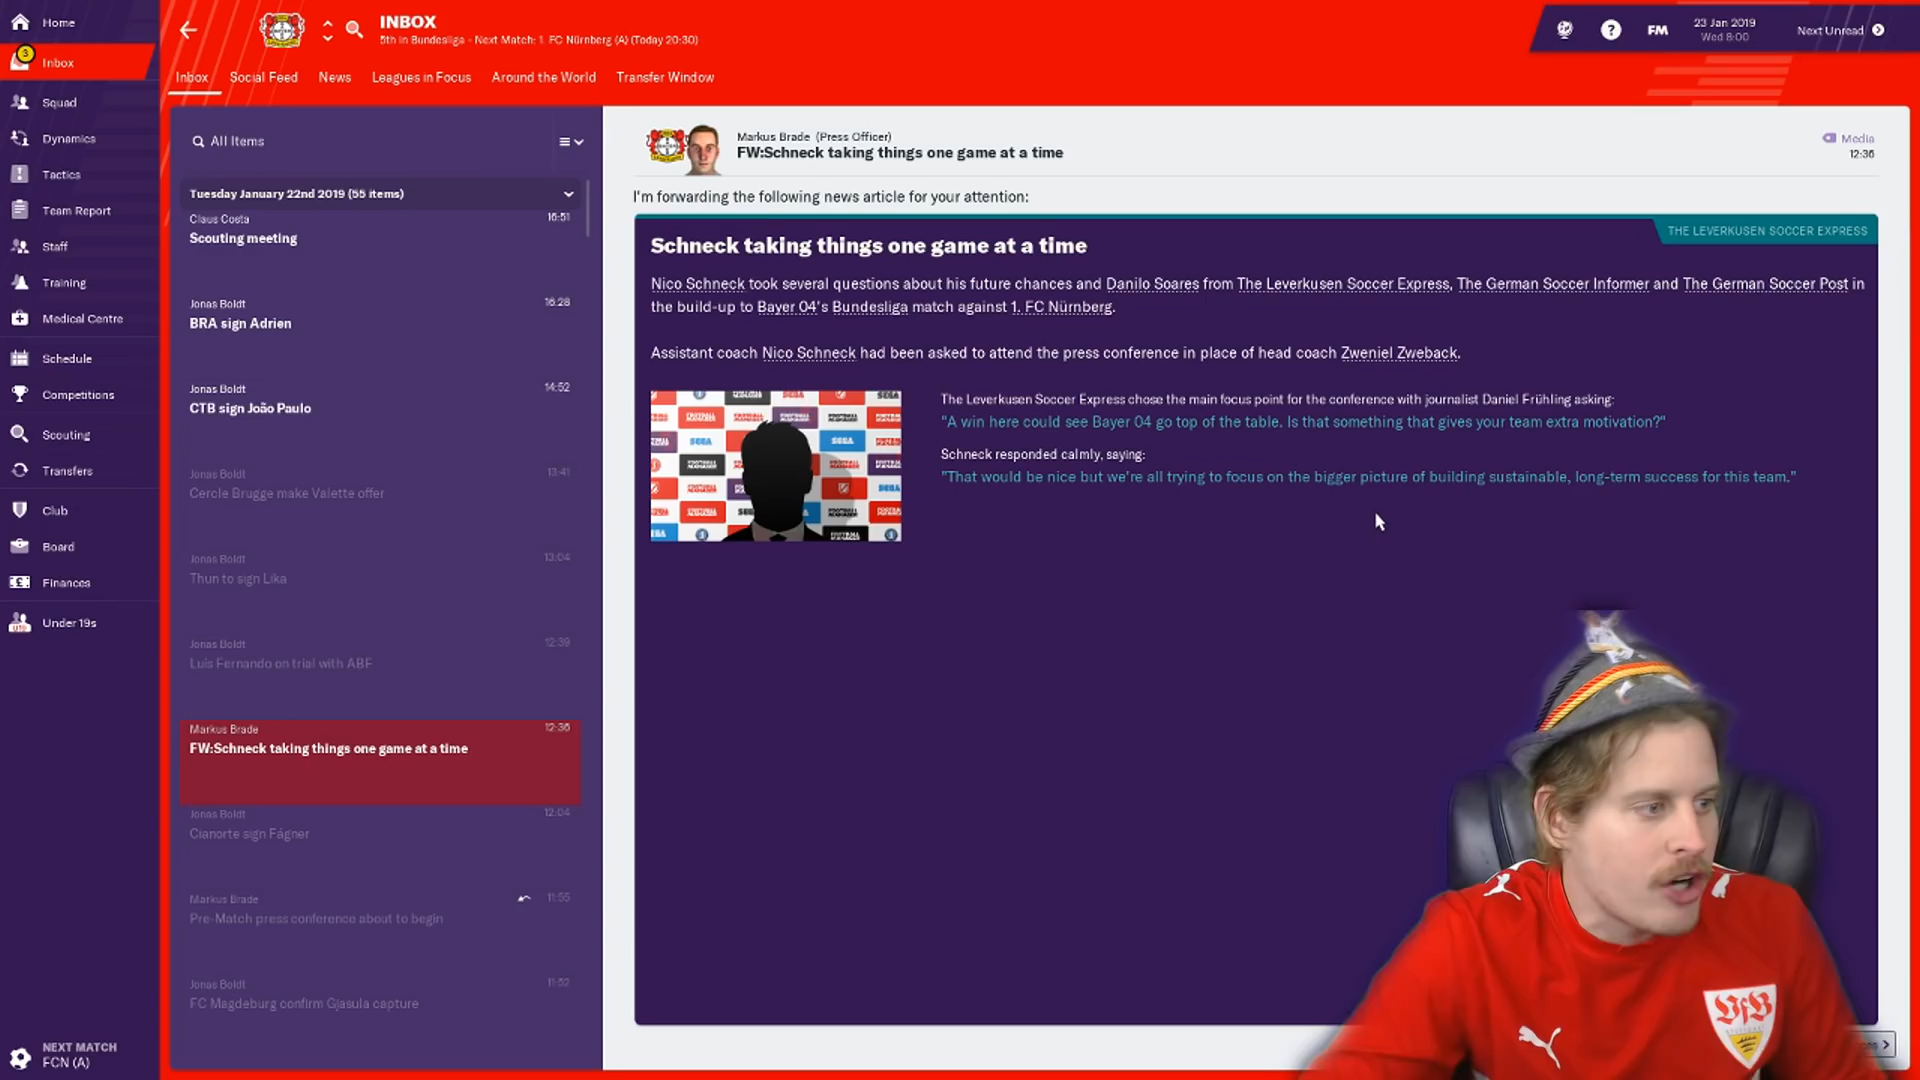 Home
3
Inbox
Squad
Dynamics
Tactics
Team Report
Staff
Training
Medical Centre
Schedule
Competitions
Scouting
Transfers
Club
Board
Finances
Under 19s
NEXT MATCH
FCN (A)
INBOX
5th in Bundesliga - Next Match: 1. FC Nürnberg (A) (Today 20:30)
FM
23 Jan 2019
Wed 8:00
Next Unread
Inbox
Social Feed
News
Leagues in Focus
Around the World
Transfer Window
All Items
Tuesday January 22nd 2019 (55 items)
Claus Costa 16:51
Scouting meeting
Jonas Boldt 16:28
BRA sign Adrien
Jonas Boldt 14:52
CTB sign João Paulo
Jonas Boldt 13:41
Cercle Brugge make Valette offer
Jonas Boldt 13:04
Thun to sign Lika
Jonas Boldt 12:39
Luis Fernando on trial with ABF
Markus Brade 12:36
FW:Schneck taking things one game at a time
Jonas Boldt 12:04
Cianorte sign Fágner
Markus Brade 11:55
Pre-Match press conference about to begin
Jonas Boldt 11:52
FC Magdeburg confirm Gjasula capture
Markus Brade (Press Officer)
FW:Schneck taking things one game at a time
Media
12:36
I'm forwarding the following news article for your attention:
THE LEVERKUSEN SOCCER EXPRESS
Schneck taking things one game at a time
Nico Schneck took several questions about his future chances and Danilo Soares from The Leverkusen Soccer Express, The German Soccer Informer and The German Soccer Post in
the build-up to Bayer 04's Bundesliga match against 1. FC Nürnberg.
Assistant coach Nico Schneck had been asked to attend the press conference in place of head coach Zweniel Zweback.
The Leverkusen Soccer Express chose the main focus point for the conference with journalist Daniel Frühling asking:
"A win here could see Bayer 04 go top of the table. Is that something that gives your team extra motivation?"
Schneck responded calmly, saying:
"That would be nice but we're all trying to focus on the bigger picture of building sustainable, long-term success for this team."
SEGA
VfB